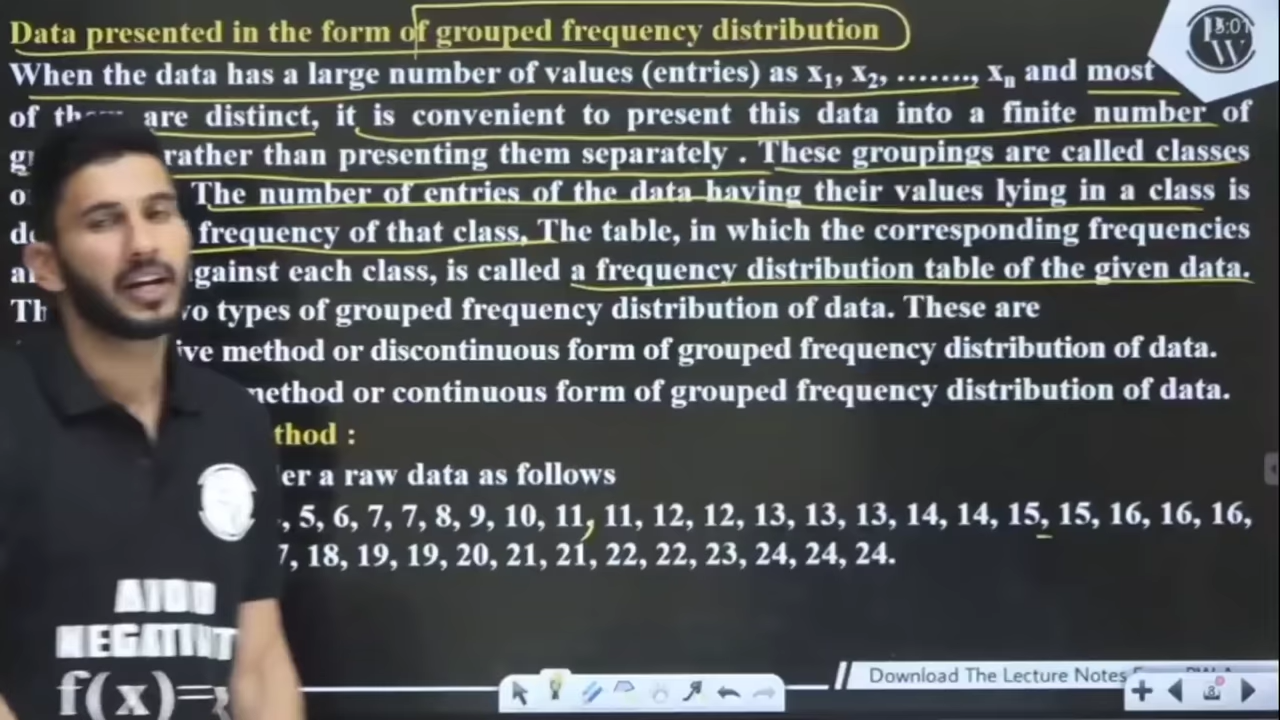 Data presented in the form of grouped frequency distribution
When the data has a large number of values (entries) as x₁, x₂, ……., xₙ and most
of are distinct, it is convenient to present this data into a finite number of
rather than presenting them separately . These groupings are called classes
The number of entries of the data having their values lying in a class is
frequency of that class. The table, in which the corresponding frequencies
gainst each class, is called a frequency distribution table of the given data.
types of grouped frequency distribution of data. These are
ive method or discontinuous form of grouped frequency distribution of data.
method or continuous form of grouped frequency distribution of data.
thod :
er a raw data as follows
, 5, 6, 7, 7, 8, 9, 10, 11, 11, 12, 12, 13, 13, 13, 14, 14, 15, 15, 16, 16, 16,
7, 18, 19, 19, 20, 21, 21, 22, 22, 23, 24, 24, 24.
f(x)=
Download The Lecture Notes